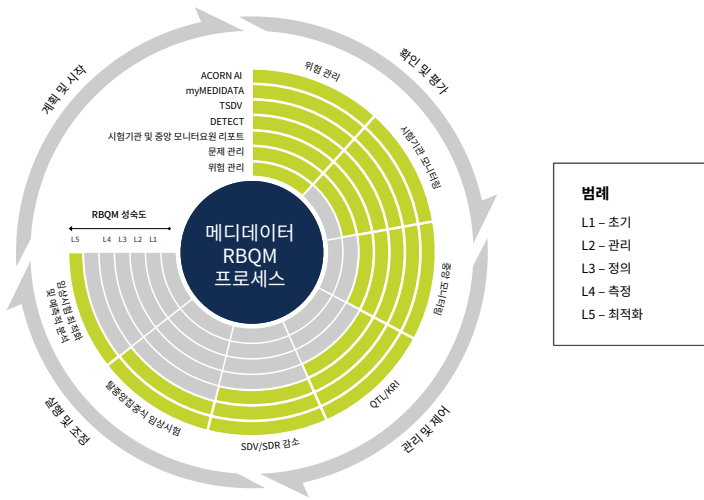 계획 및 시작
확인 및 평가
관리 및 제어
실행 및 조정
ACORN AI
myMEDIDATA
TSDV
DETECT
시험기관 및 중앙 모니터요원 리포트
문제 관리
위험 관리
위험 관리
시험기관 모니터링
중앙 모니터링
QTL/KRI
SDV/SDR 감소
탈중앙집중식 임상시험
임상시험 최적화
및 예측적 분석
RBQM 성숙도
L5 L4 L3 L2 L1
메디데이터
RBQM
프로세스
범례
L1 – 초기
L2 – 관리
L3 – 정의
L4 – 측정
L5 – 최적화